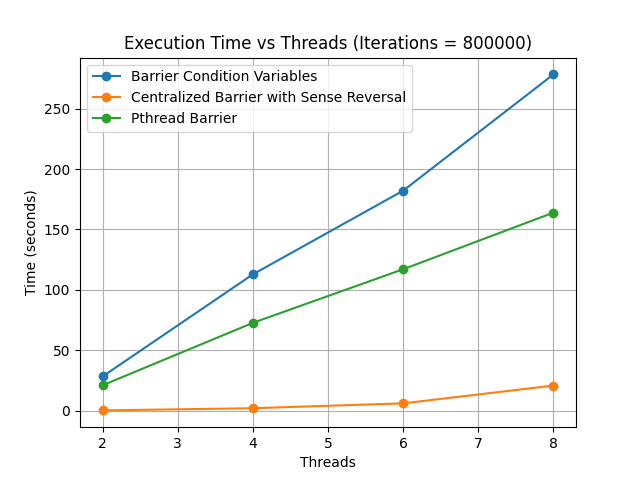 Execution Time vs Threads (Iterations = 800000)
Barrier Condition Variables
Centralized Barrier with Sense Reversal
Pthread Barrier
250
200
150
100
50
0
Time (seconds)
2 3 4 5 6 7 8
Threads